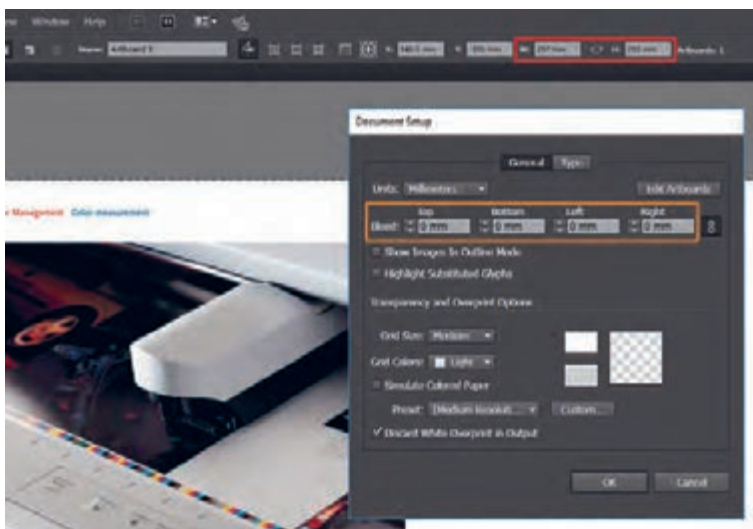 Window Help
Name: Artboard 1 X: Y: W: 297 mm H: Artboards: 1
Document Setup
General Type
Units: Millimeters Edit Artboards
Top Bottom Left Right
Bleed: 0 mm 0 mm 0 mm 0 mm
Management Color measurement
Show Images In Outline Mode
Highlight Substituted Glyphs
Transparency and Overprint Options
Grid Size: Medium
Grid Colors: Light
Simulate Colored Paper
Preset: [Medium Resoluti... Custom...
Discard White Overprint in Output
OK Cancel